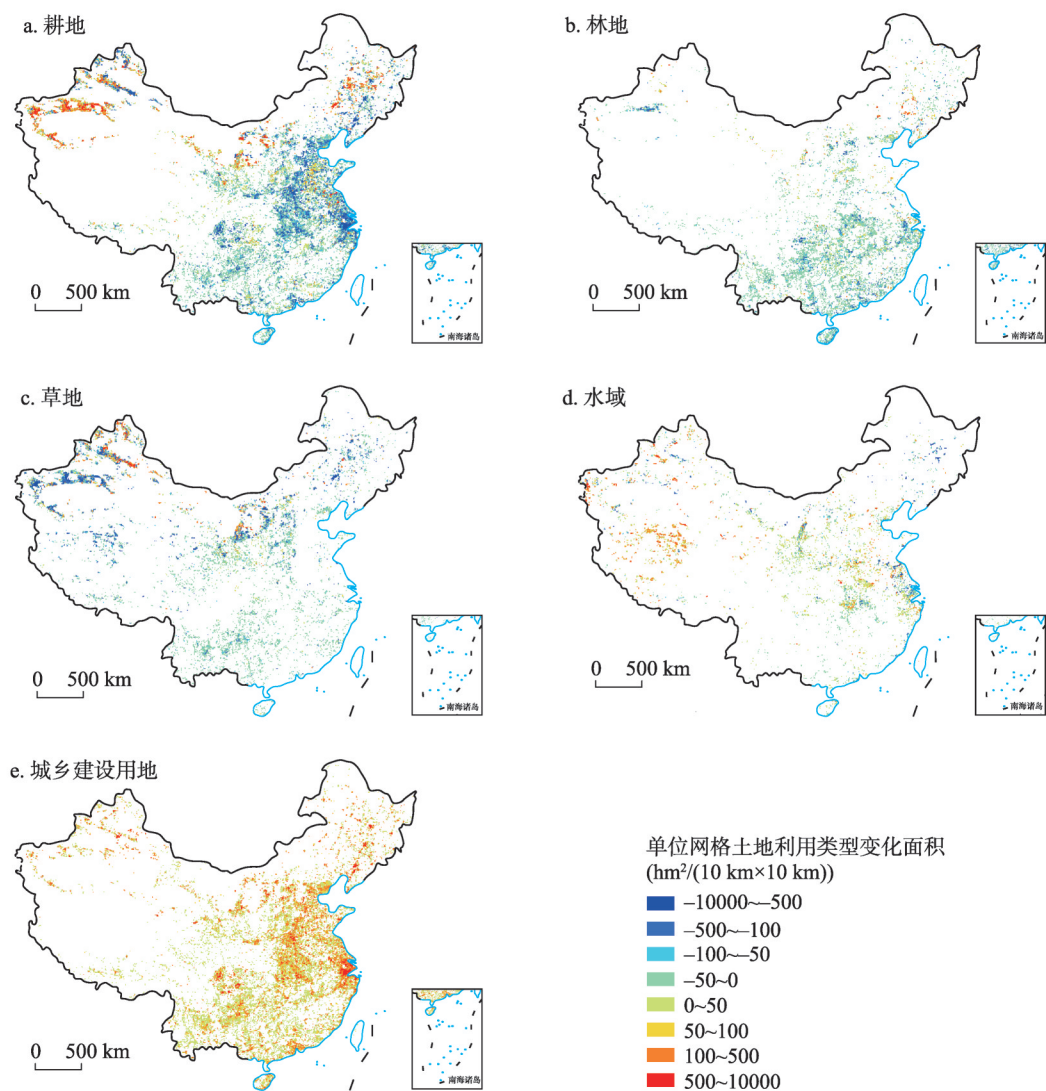 a. 耕地
b. 林地
0 500 km
南海诸岛
0 500 km
南海诸岛
c. 草地
d. 水域
0 500 km
南海诸岛
0 500 km
南海诸岛
e. 城乡建设用地
0 500 km
南海诸岛
单位网格土地利用类型变化面积
(hm²/(10 km×10 km))
–10000~–500
–500~–100
–100~–50
–50~0
0~50
50~100
100~500
500~10000